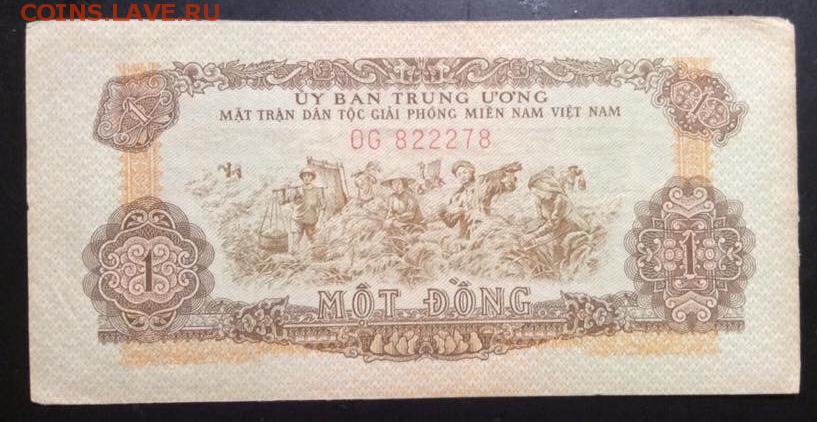 COINS.LAVE.RU
ỦY BAN TRUNG ƯƠNG
MẶT TRẬN DÂN TỘC GIẢI PHÓNG MIỀN NAM VIỆT NAM
OG 822278
1
1
MỘT ĐỒNG